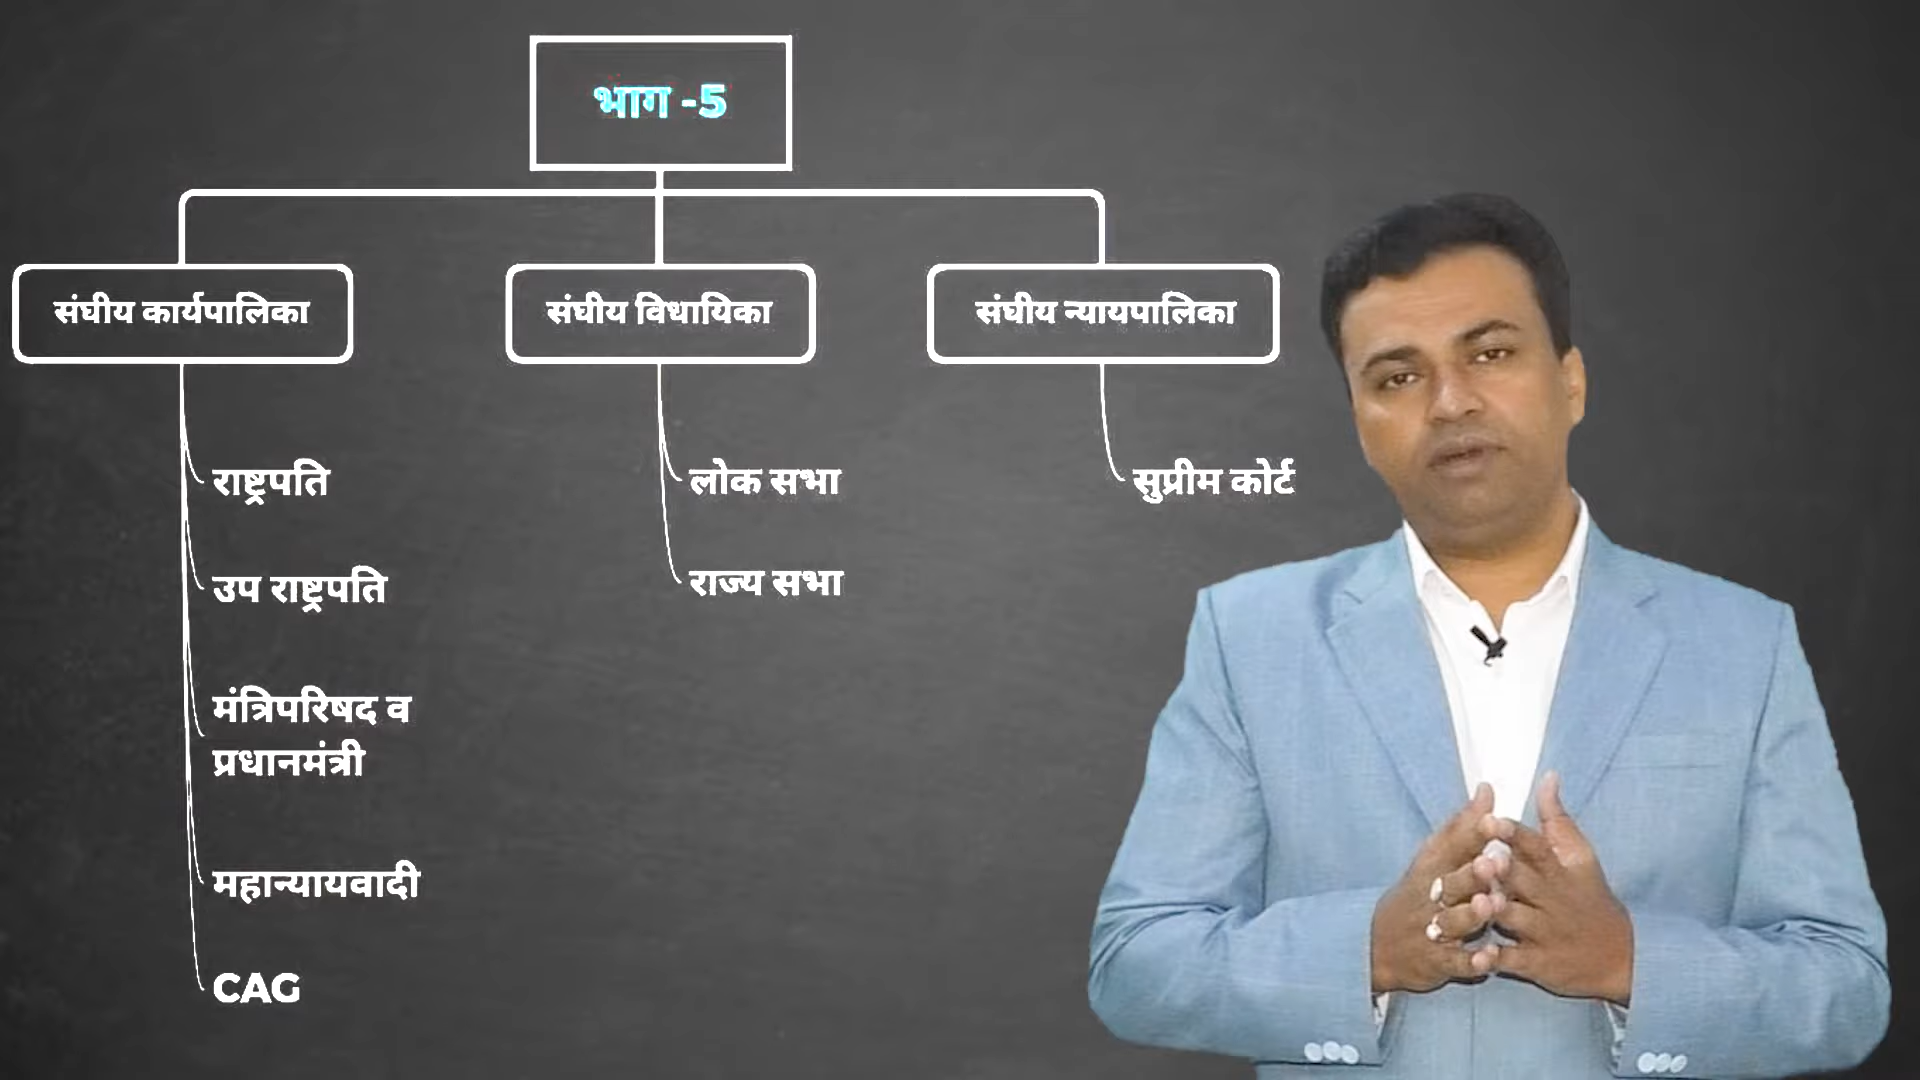 भाग -5
संघीय कार्यपालिका
संघीय विधायिका
संघीय न्यायपालिका
राष्ट्रपति
उप राष्ट्रपति
मंत्रिपरिषद व
प्रधानमंत्री
महान्यायवादी
CAG
लोक सभा
राज्य सभा
सुप्रीम कोर्ट